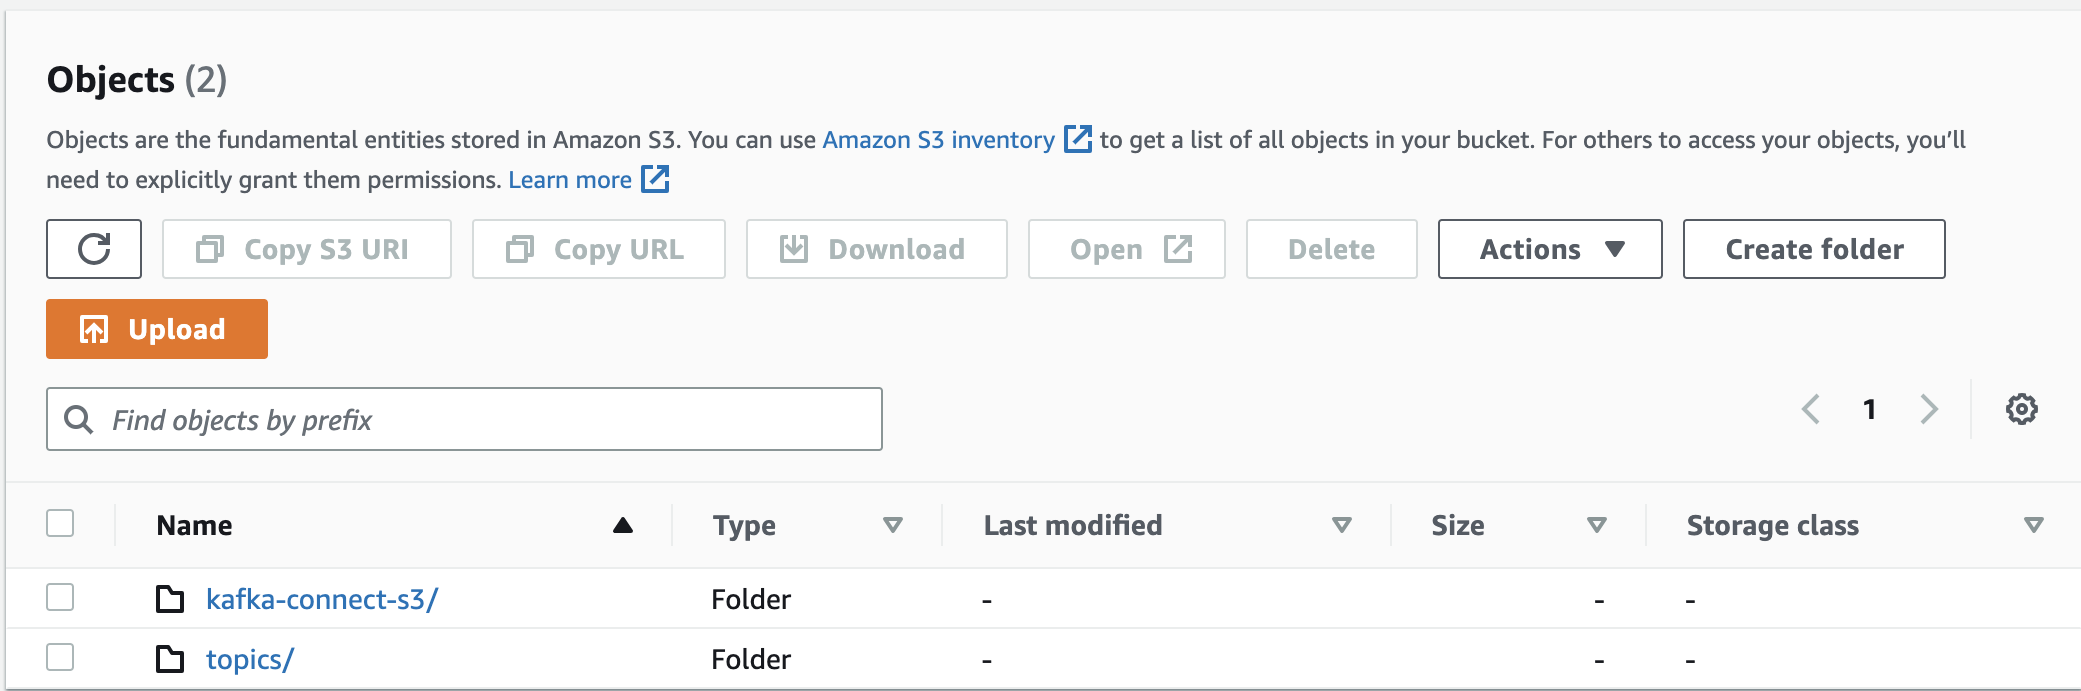 Objects (2)
Objects are the fundamental entities stored in Amazon S3. You can use Amazon S3 inventory to get a list of all objects in your bucket. For others to access your objects, you’ll
need to explicitly grant them permissions. Learn more
Copy S3 URI Copy URL Download Open Delete Actions Create folder
Upload
Find objects by prefix 1
Name Type Last modified Size Storage class
kafka-connect-s3/ Folder - - -
topics/ Folder - - -